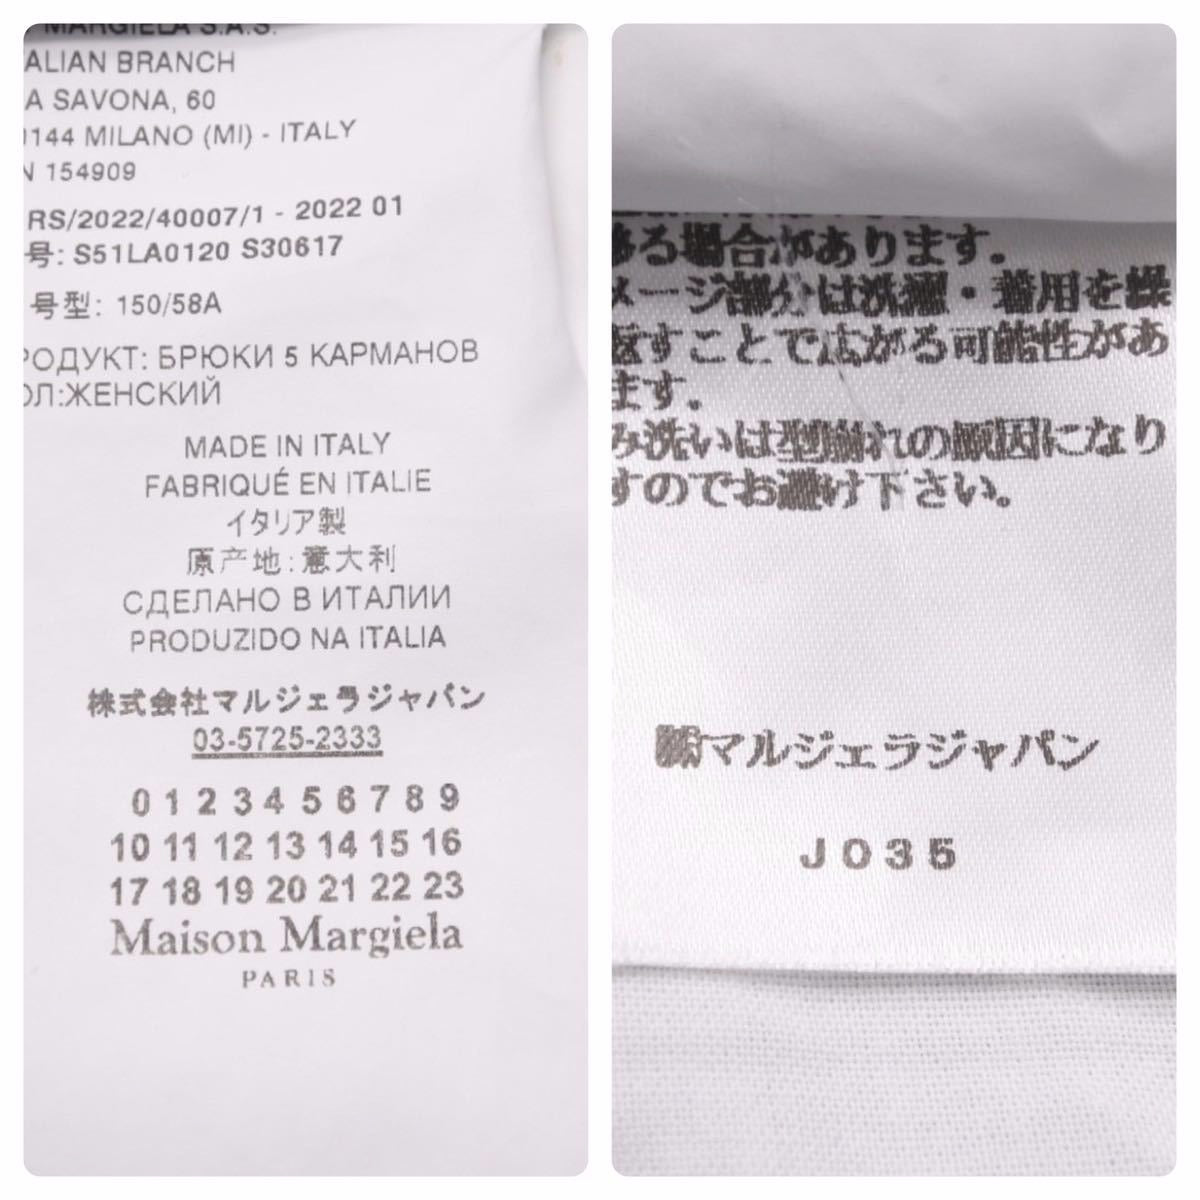 MARGIELA S.A.S.
ALIAN BRANCH
A SAVONA, 60
0144 MILANO (MI) - ITALY
N 154909
RS/2022/40007/1 - 2022 01
号: S51LA0120 S30617
号型: 150/58A
РОДУКТ: БРЮКИ 5 КАРМАНОВ
ОЛ:ЖЕНСКИЙ
MADE IN ITALY
FABRIQUÉ EN ITALIE
イタリア製
原产地:意大利
СДЕЛАНО В ИТАЛИИ
PRODUZIDO NA ITALIA
株式会社マルジェラジャパン
03-5725-2333
0 1 2 3 4 5 6 7 8 9
10 11 12 13 14 15 16
17 18 19 20 21 22 23
Maison Margiela
PARIS
る場合があります。
メージ部分は洗濯・着用を繰
返すことで広がる可能性があ
ます。
み洗いは型崩れの原因になり
すのでお避け下さい。
㈱マルジェラジャパン
J035